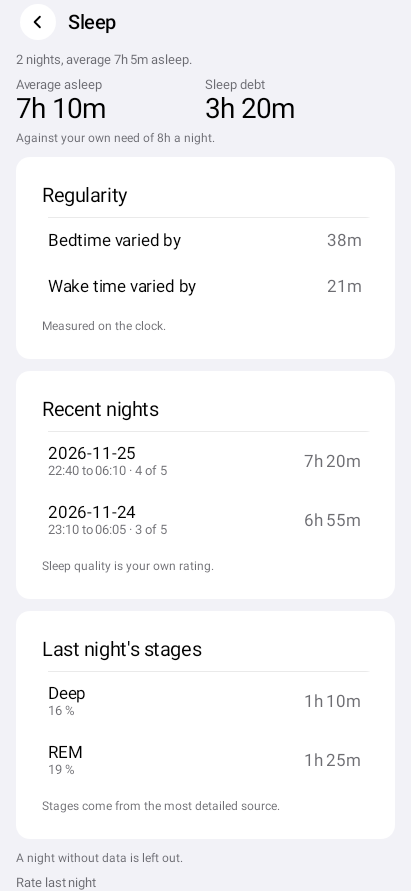 Sleep
2 nights, average 7h 5m asleep.
Average asleep
Sleep debt
7h 10m
3h 20m
Against your own need of 8h a night.
Regularity
Bedtime varied by
38m
Wake time varied by
21m
Measured on the clock.
Recent nights
2026-11-25
22:40 to 06:10 · 4 of 5
7h 20m
2026-11-24
23:10 to 06:05 · 3 of 5
6h 55m
Sleep quality is your own rating.
Last night's stages
Deep
16 %
1h 10m
REM
19 %
1h 25m
Stages come from the most detailed source.
A night without data is left out.
Rate last night